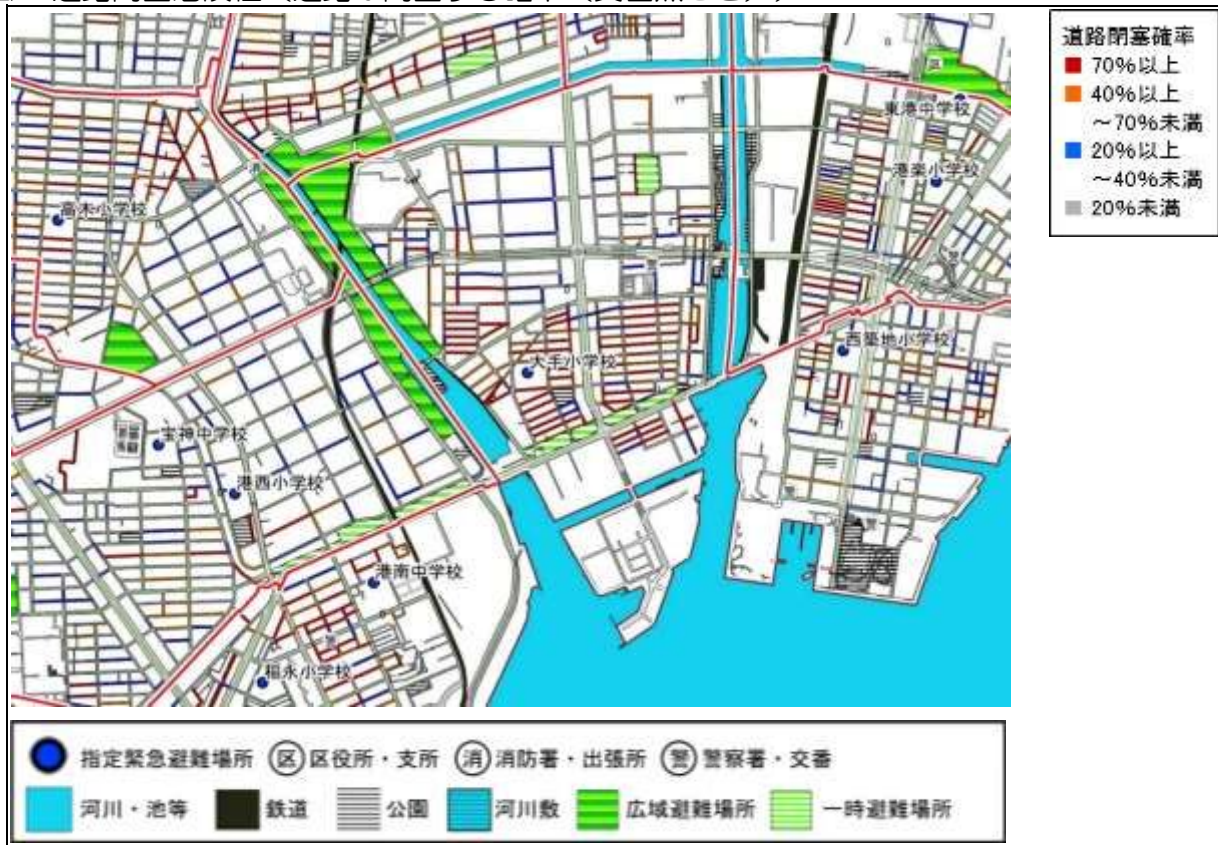 道路閉塞確率
70%以上
40%以上
～70%未満
20%以上
～40%未満
20%未満
区
東港中学校
港楽小学校
消
高木小学校
警
西築地小学校
大手小学校
宝神中学校
港西小学校
警
港南中学校
警
稲永小学校
指定緊急避難場所 区 区役所・支所 消 消防署・出張所 警 警察署・交番
河川・池等 鉄道 公園 河川敷 広域避難場所 一時避難場所